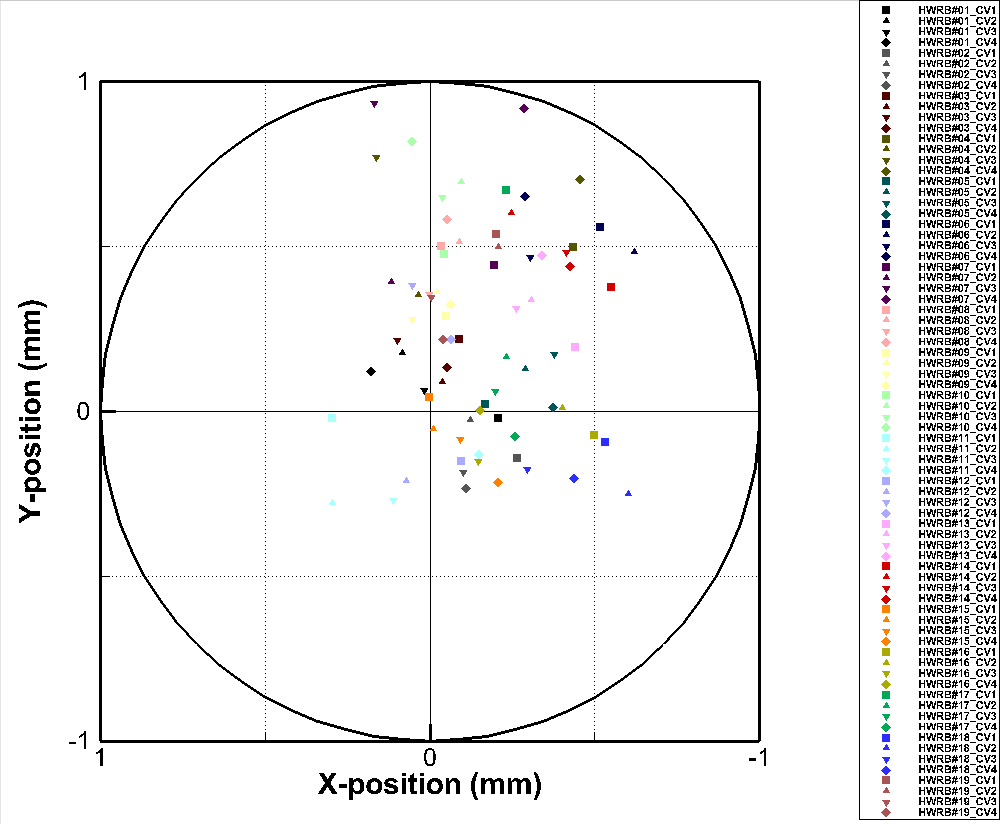 1
0
-1
1
0
-1
Y-position (mm)
X-position (mm)
HWRB#01_CV1
HWRB#01_CV2
HWRB#01_CV3
HWRB#01_CV4
HWRB#02_CV1
HWRB#02_CV2
HWRB#02_CV3
HWRB#02_CV4
HWRB#03_CV1
HWRB#03_CV2
HWRB#03_CV3
HWRB#03_CV4
HWRB#04_CV1
HWRB#04_CV2
HWRB#04_CV3
HWRB#04_CV4
HWRB#05_CV1
HWRB#05_CV2
HWRB#05_CV3
HWRB#05_CV4
HWRB#06_CV1
HWRB#06_CV2
HWRB#06_CV3
HWRB#06_CV4
HWRB#07_CV1
HWRB#07_CV2
HWRB#07_CV3
HWRB#07_CV4
HWRB#08_CV1
HWRB#08_CV2
HWRB#08_CV3
HWRB#08_CV4
HWRB#09_CV1
HWRB#09_CV2
HWRB#09_CV3
HWRB#09_CV4
HWRB#10_CV1
HWRB#10_CV2
HWRB#10_CV3
HWRB#10_CV4
HWRB#11_CV1
HWRB#11_CV2
HWRB#11_CV3
HWRB#11_CV4
HWRB#12_CV1
HWRB#12_CV2
HWRB#12_CV3
HWRB#12_CV4
HWRB#13_CV1
HWRB#13_CV2
HWRB#13_CV3
HWRB#13_CV4
HWRB#14_CV1
HWRB#14_CV2
HWRB#14_CV3
HWRB#14_CV4
HWRB#15_CV1
HWRB#15_CV2
HWRB#15_CV3
HWRB#15_CV4
HWRB#16_CV1
HWRB#16_CV2
HWRB#16_CV3
HWRB#16_CV4
HWRB#17_CV1
HWRB#17_CV2
HWRB#17_CV3
HWRB#17_CV4
HWRB#18_CV1
HWRB#18_CV2
HWRB#18_CV3
HWRB#18_CV4
HWRB#19_CV1
HWRB#19_CV2
HWRB#19_CV3
HWRB#19_CV4